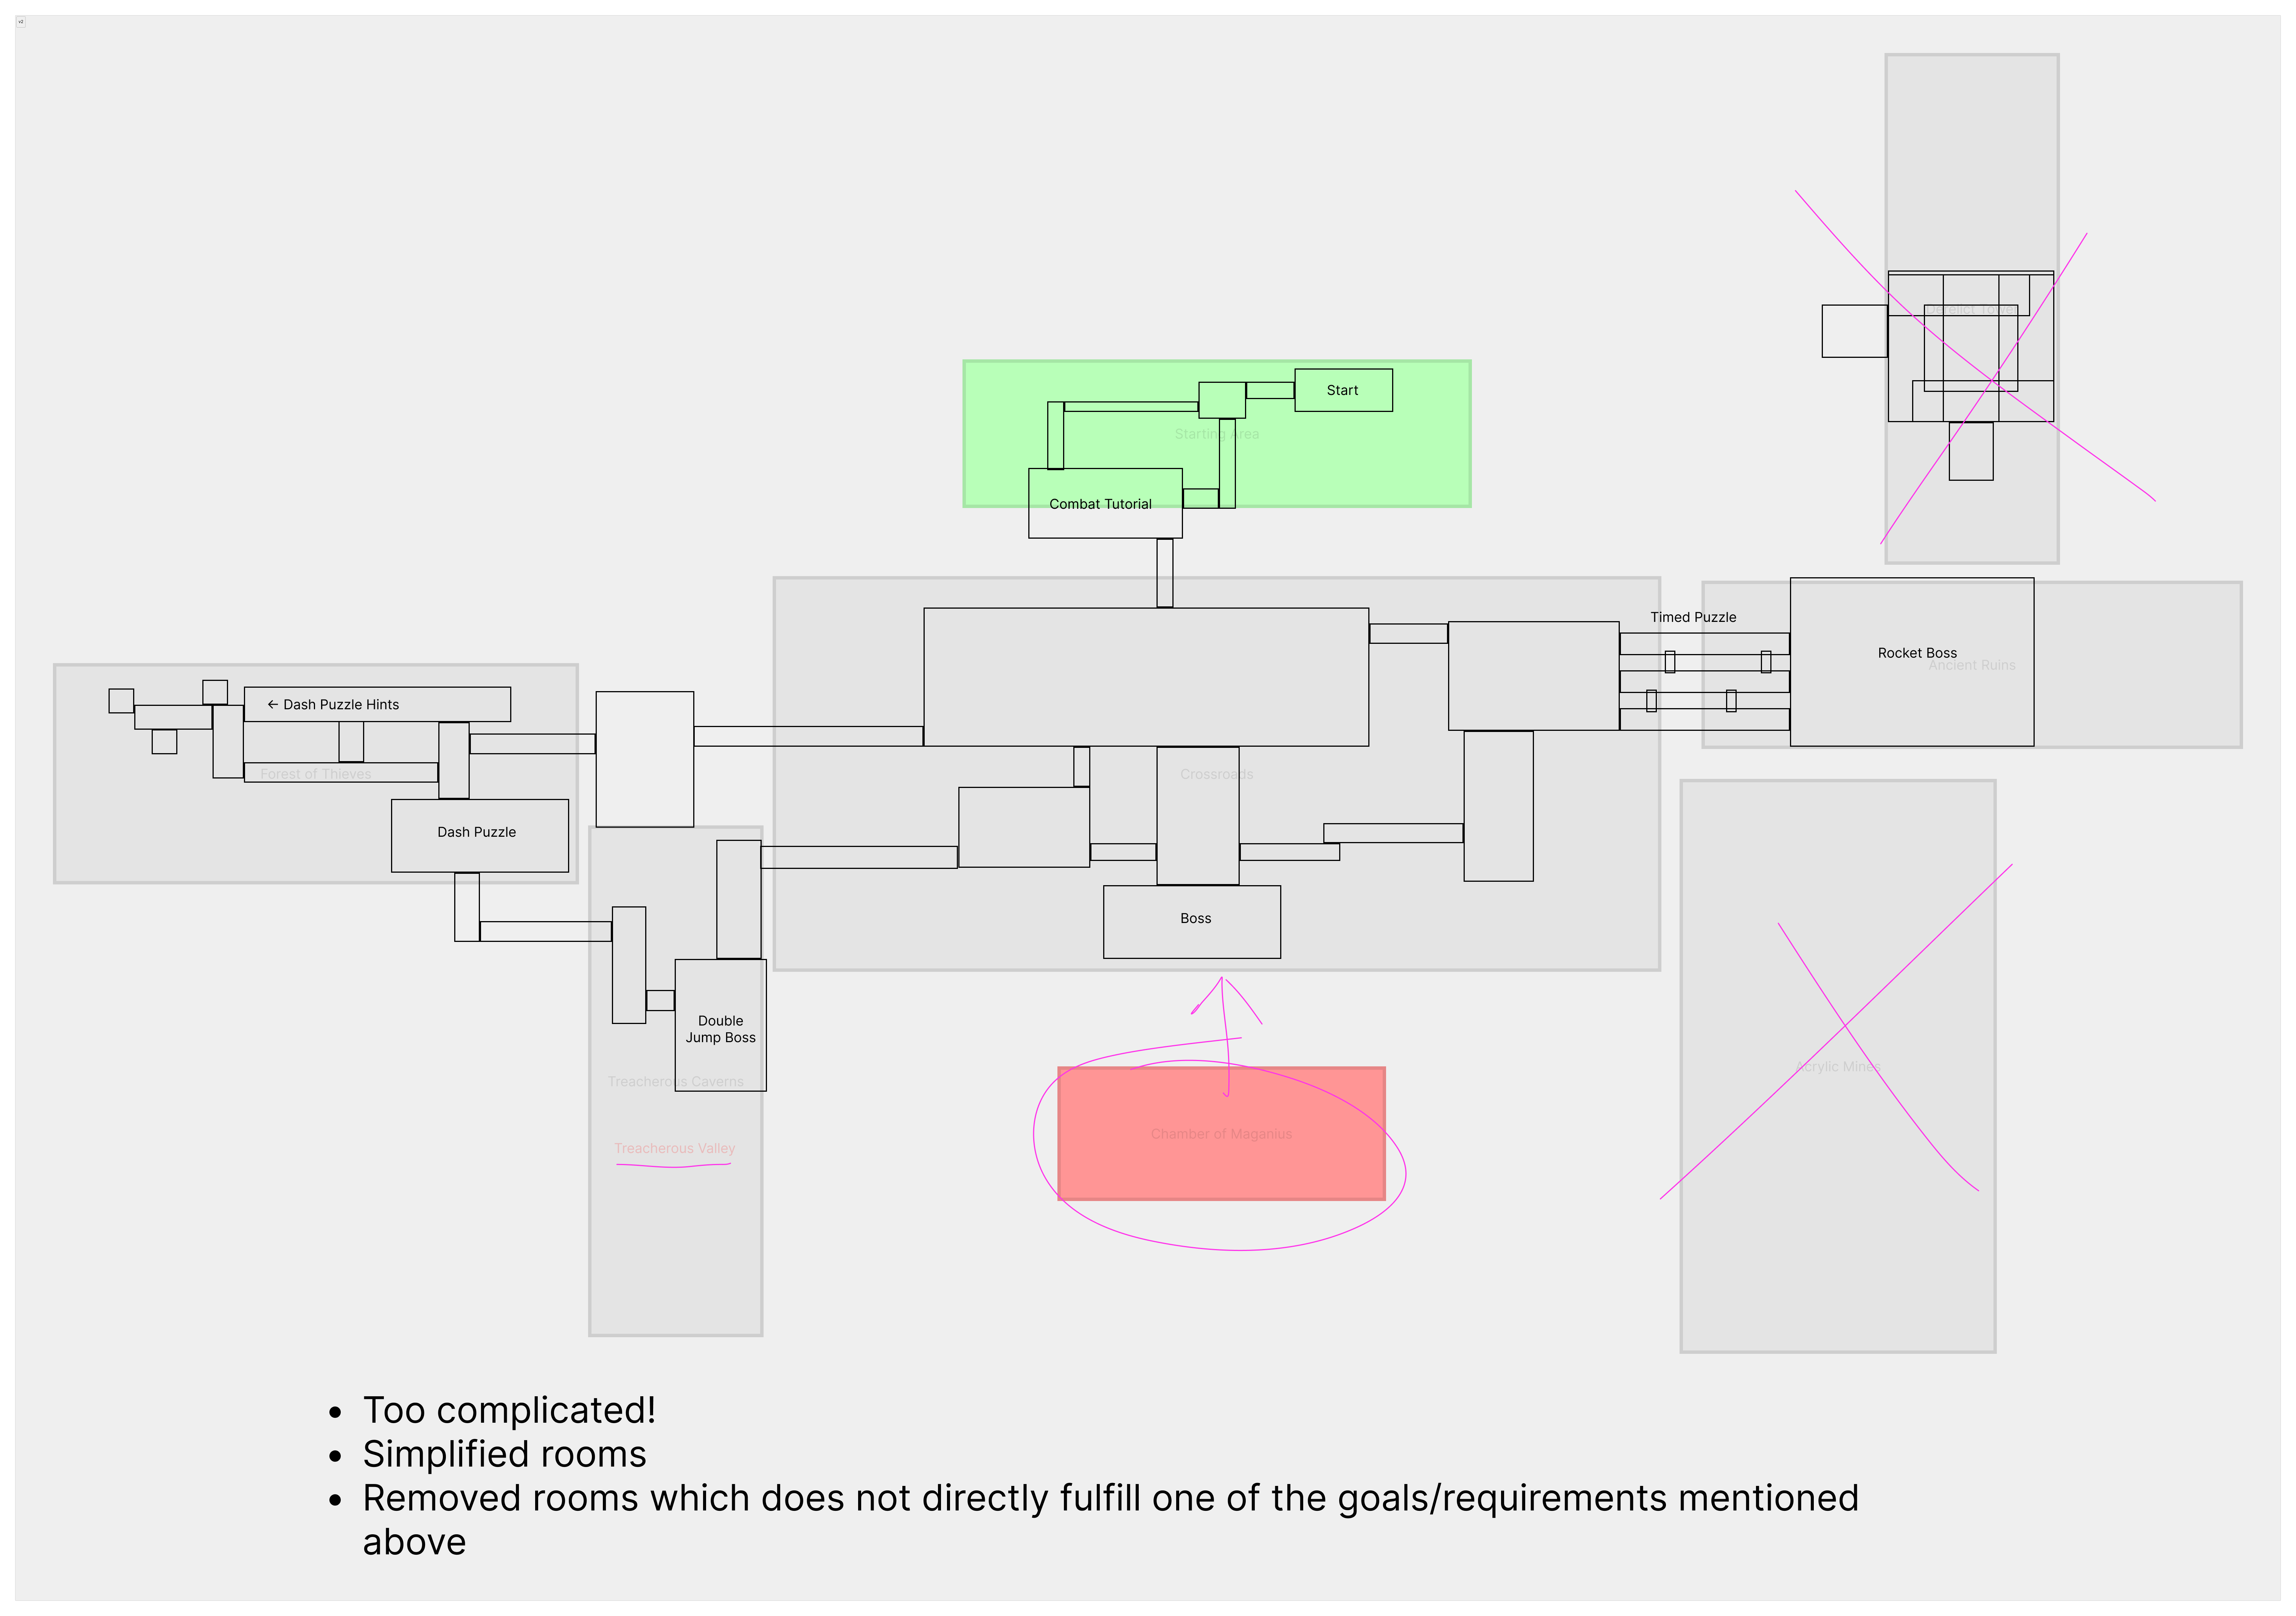 v2
Derelict Tower
Start
Starting Area
Combat Tutorial
Timed Puzzle
Rocket Boss
Ancient Ruins
← Dash Puzzle Hints
Forest of Thieves
Crossroads
Dash Puzzle
Boss
Double
Jump Boss
Treacherous Caverns
Acrylic Mines
Chamber of Maganius
Treacherous Valley
• Too complicated!
• Simplified rooms
• Removed rooms which does not directly fulfill one of the goals/requirements mentioned
above